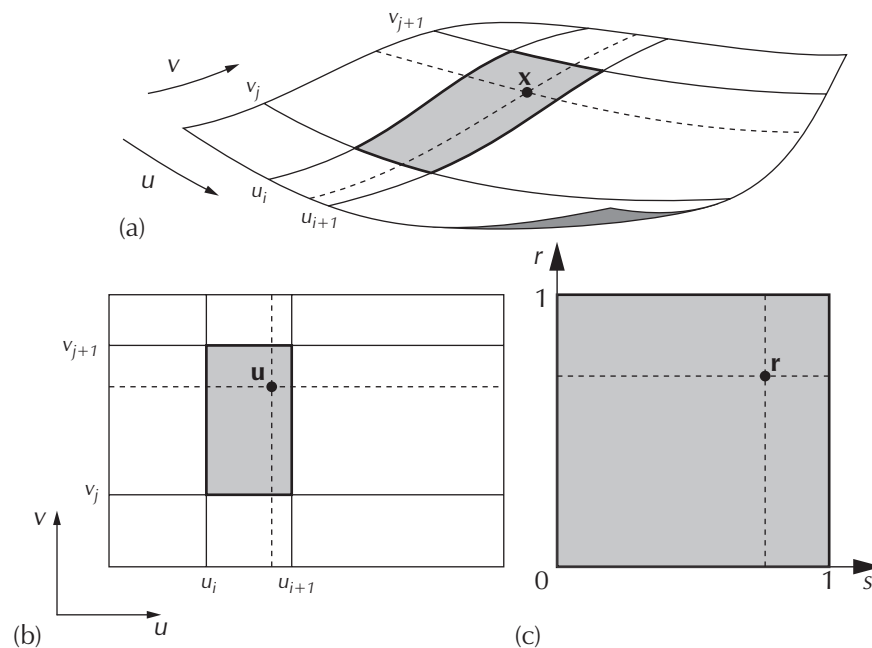 v_{j+1}
v
x
v_j
u
u_i
u_{i+1}
(a)
r
1
v_{j+1}
u
r
v_j
v
0
1
s
u_i
u_{i+1}
u
(b)
(c)